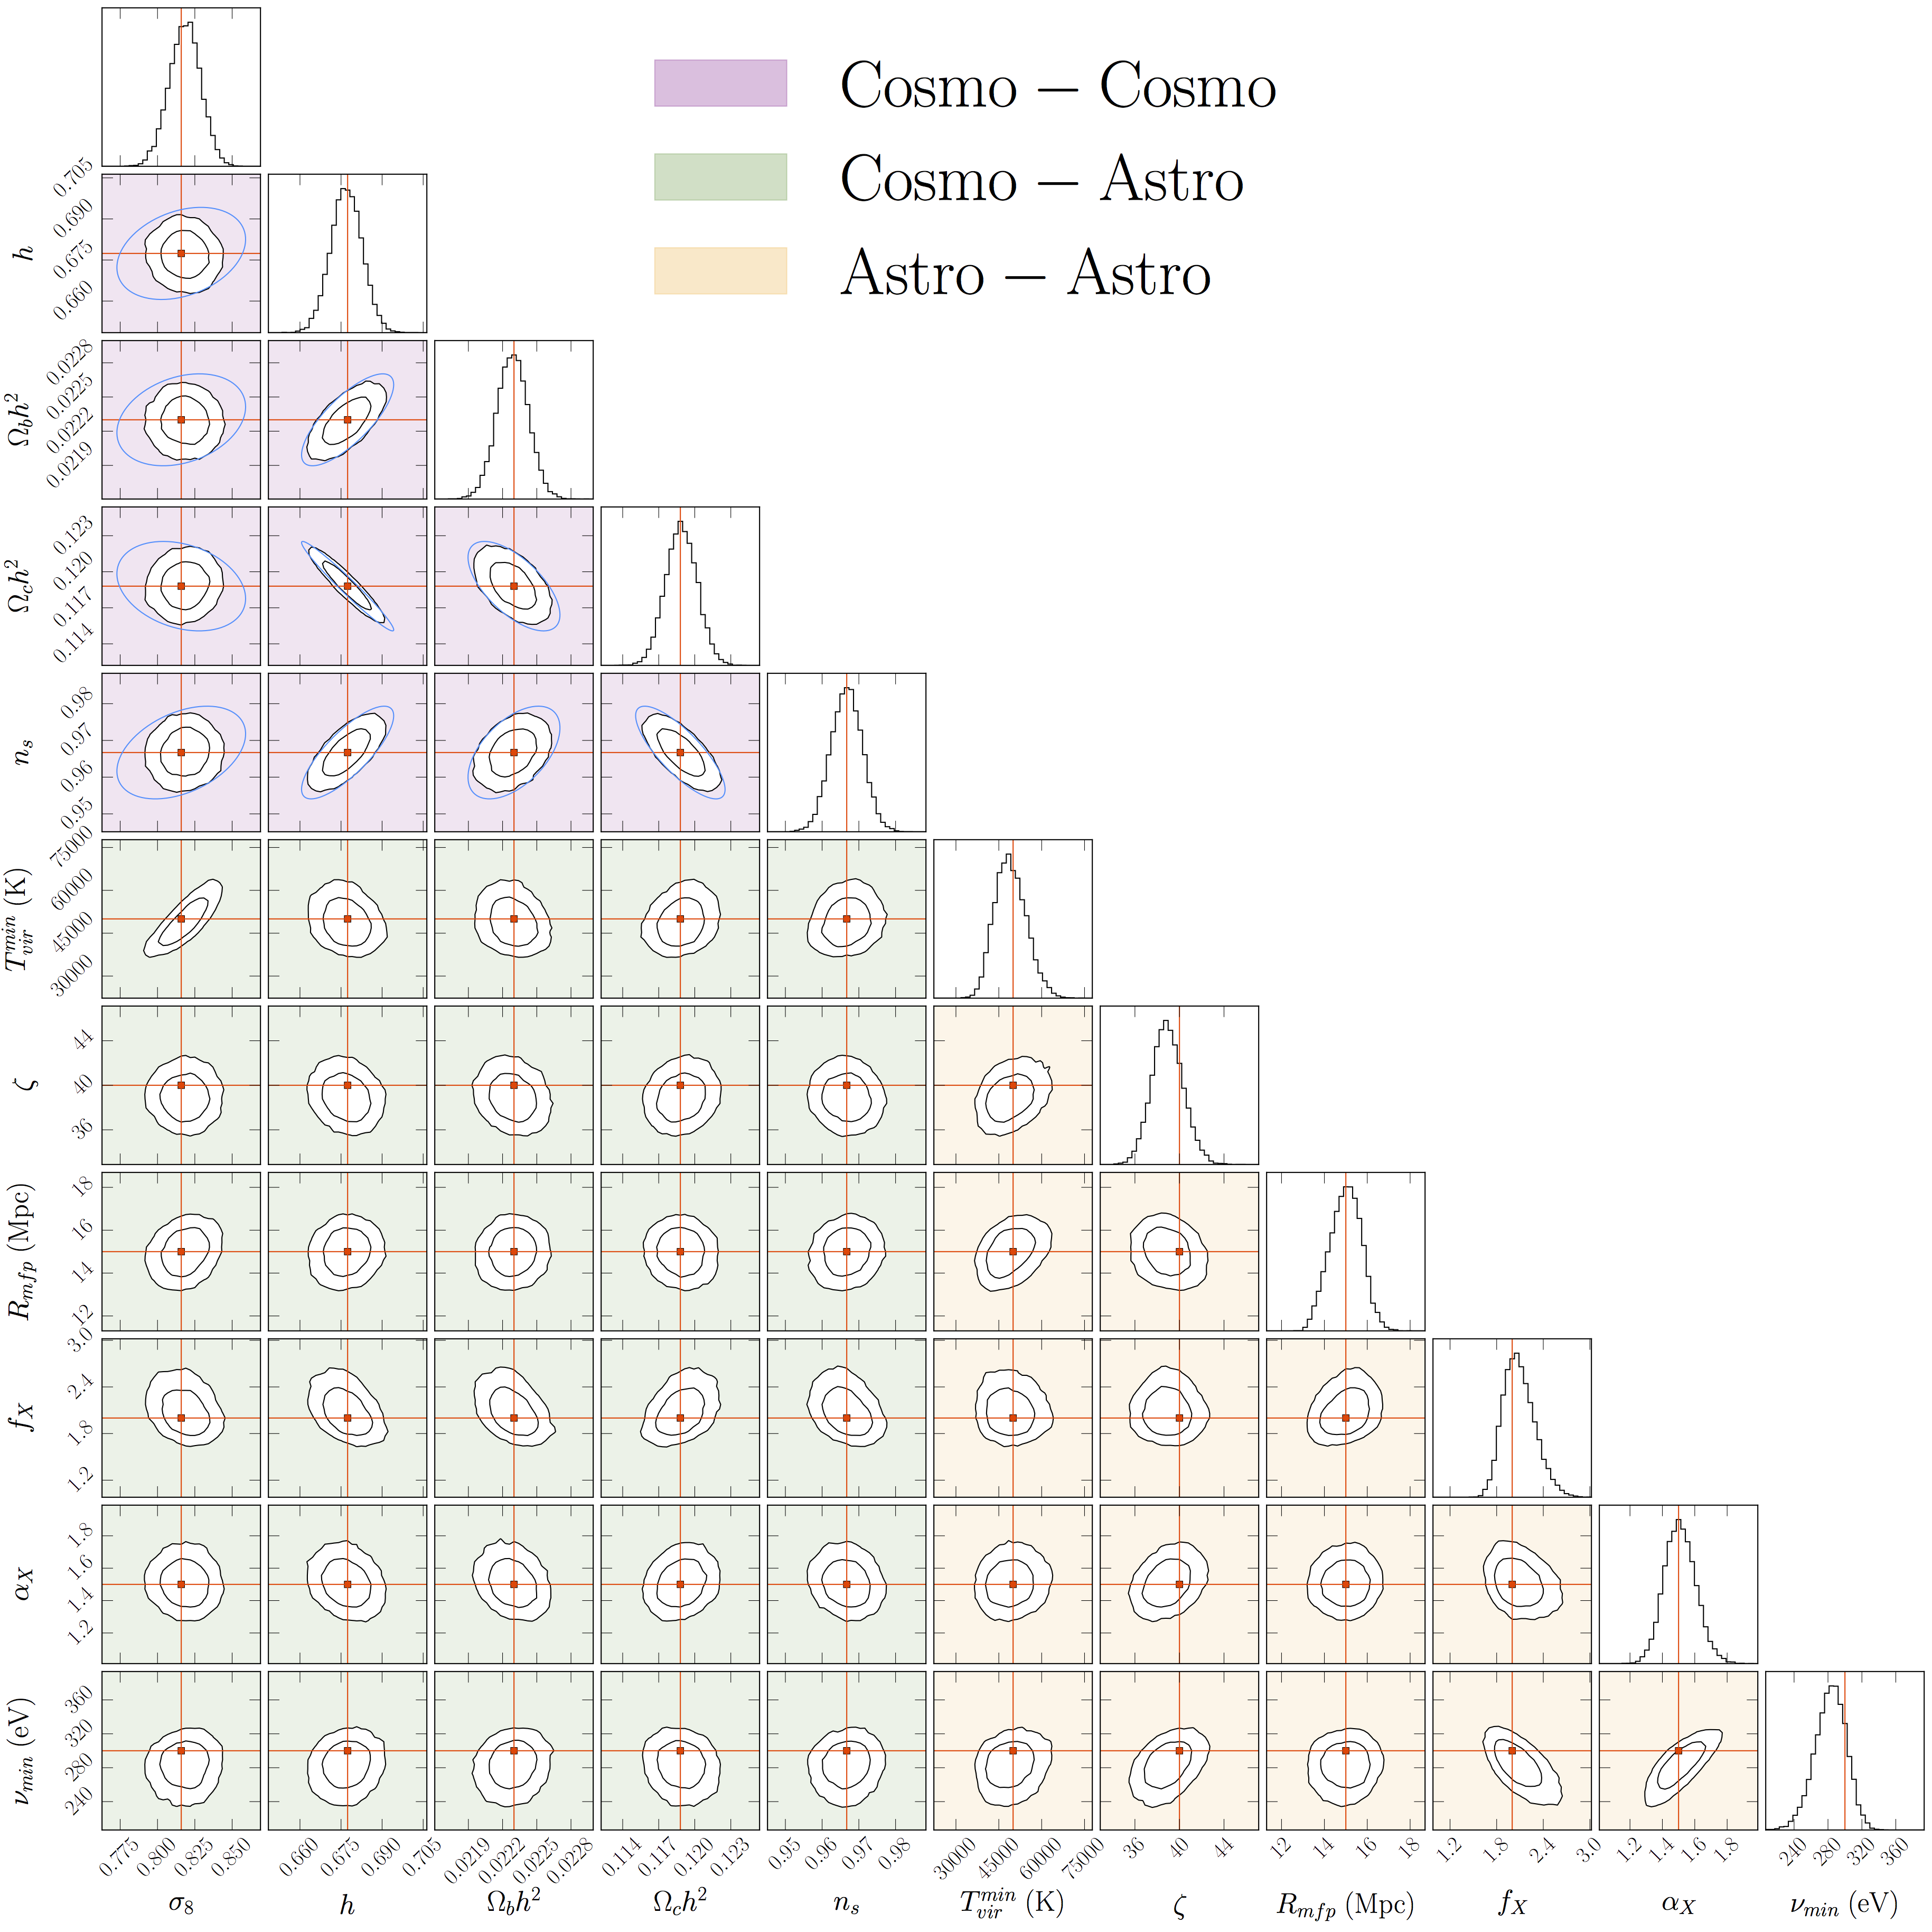 Cosmo – Cosmo
Cosmo – Astro
Astro – Astro
0.705
0.690
0.675
0.660
h
0.0228
0.0225
0.0222
0.0219
Ω_b h²
0.123
0.120
0.117
0.114
Ω_c h²
0.98
0.97
0.96
0.95
n_s
75000
60000
45000
30000
T_vir^min (K)
44
40
36
ζ
18
16
14
12
R_mfp (Mpc)
3.0
2.4
1.8
1.2
f_X
1.8
1.6
1.4
1.2
α_X
360
320
280
240
ν_min (eV)
0.775 0.800 0.825 0.850 0.660 0.675 0.690 0.705 0.0219 0.0222 0.0225 0.0228 0.114 0.117 0.120 0.123 0.95 0.96 0.97 0.98 30000 45000 60000 75000 36 40 44 12 14 16 18 1.2 1.8 2.4 3.0 1.2 1.4 1.6 1.8 240 280 320 360
σ_8 h Ω_b h² Ω_c h² n_s T_vir^min (K) ζ R_mfp (Mpc) f_X α_X ν_min (eV)